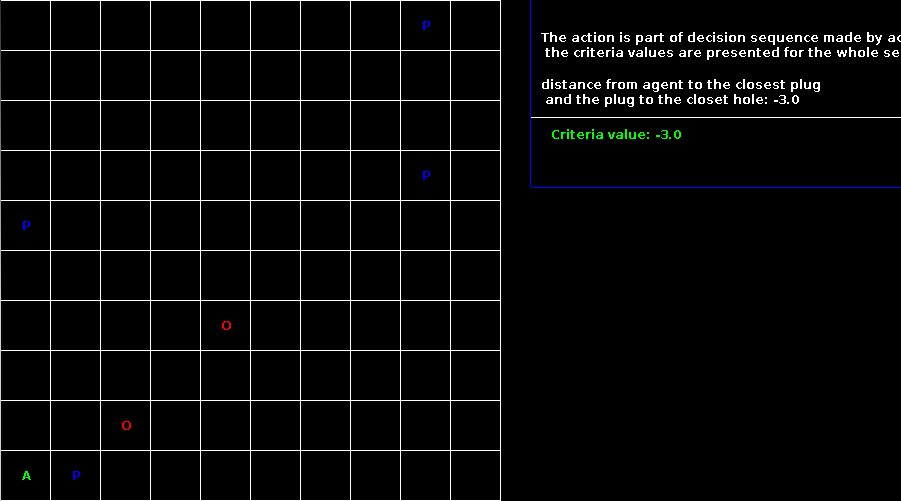 p
The action is part of decision sequence made by ac
the criteria values are presented for the whole se
distance from agent to the closest plug
and the plug to the closet hole: -3.0
Criteria value: -3.0
p
p
O
O
A
p